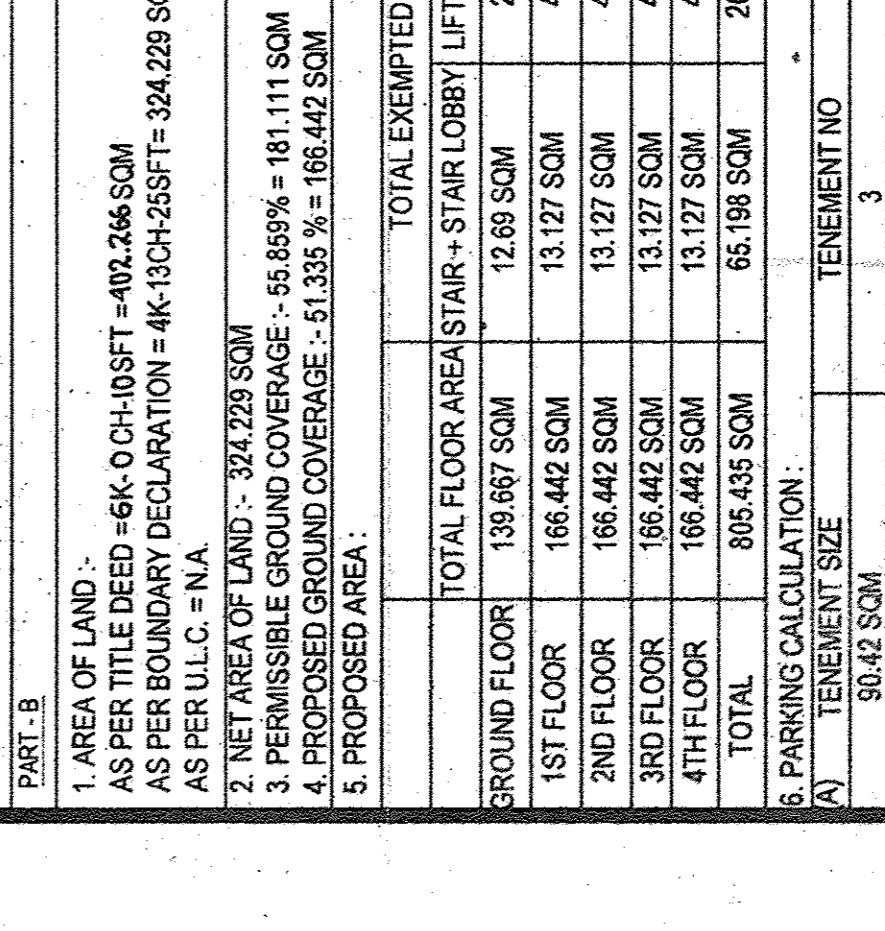 PART - B
1. AREA OF LAND :-
AS PER TITLE DEED =6K- 0 CH-10SFT =402.266 SQM
AS PER BOUNDARY DECLARATION = 4K-13CH-25SFT= 324.229
AS PER U.L.C. = N.A.
2. NET AREA OF LAND :- 324.229 SQM
3. PERMISSIBLE GROUND COVERAGE :- 55.859% = 181.111 SQM
4. PROPOSED GROUND COVERAGE :- 51.335 % = 166.442 SQM
5. PROPOSED AREA :
TOTAL EXEMPTED
TOTAL FLOOR AREA STAIR + STAIR LOBBY LIFT
GROUND FLOOR 139.667 SQM 12.69 SQM
1ST FLOOR 166.442 SQM 13.127 SQM
2ND FLOOR 166.442 SQM 13.127 SQM
3RD FLOOR 166.442 SQM 13.127 SQM
4TH FLOOR 166.442 SQM 13.127 SQM
TOTAL 805.435 SQM 65.198 SQM
6. PARKING CALCULATION :
A) TENEMENT SIZE TENEMENT NO
90.42 SQM 3